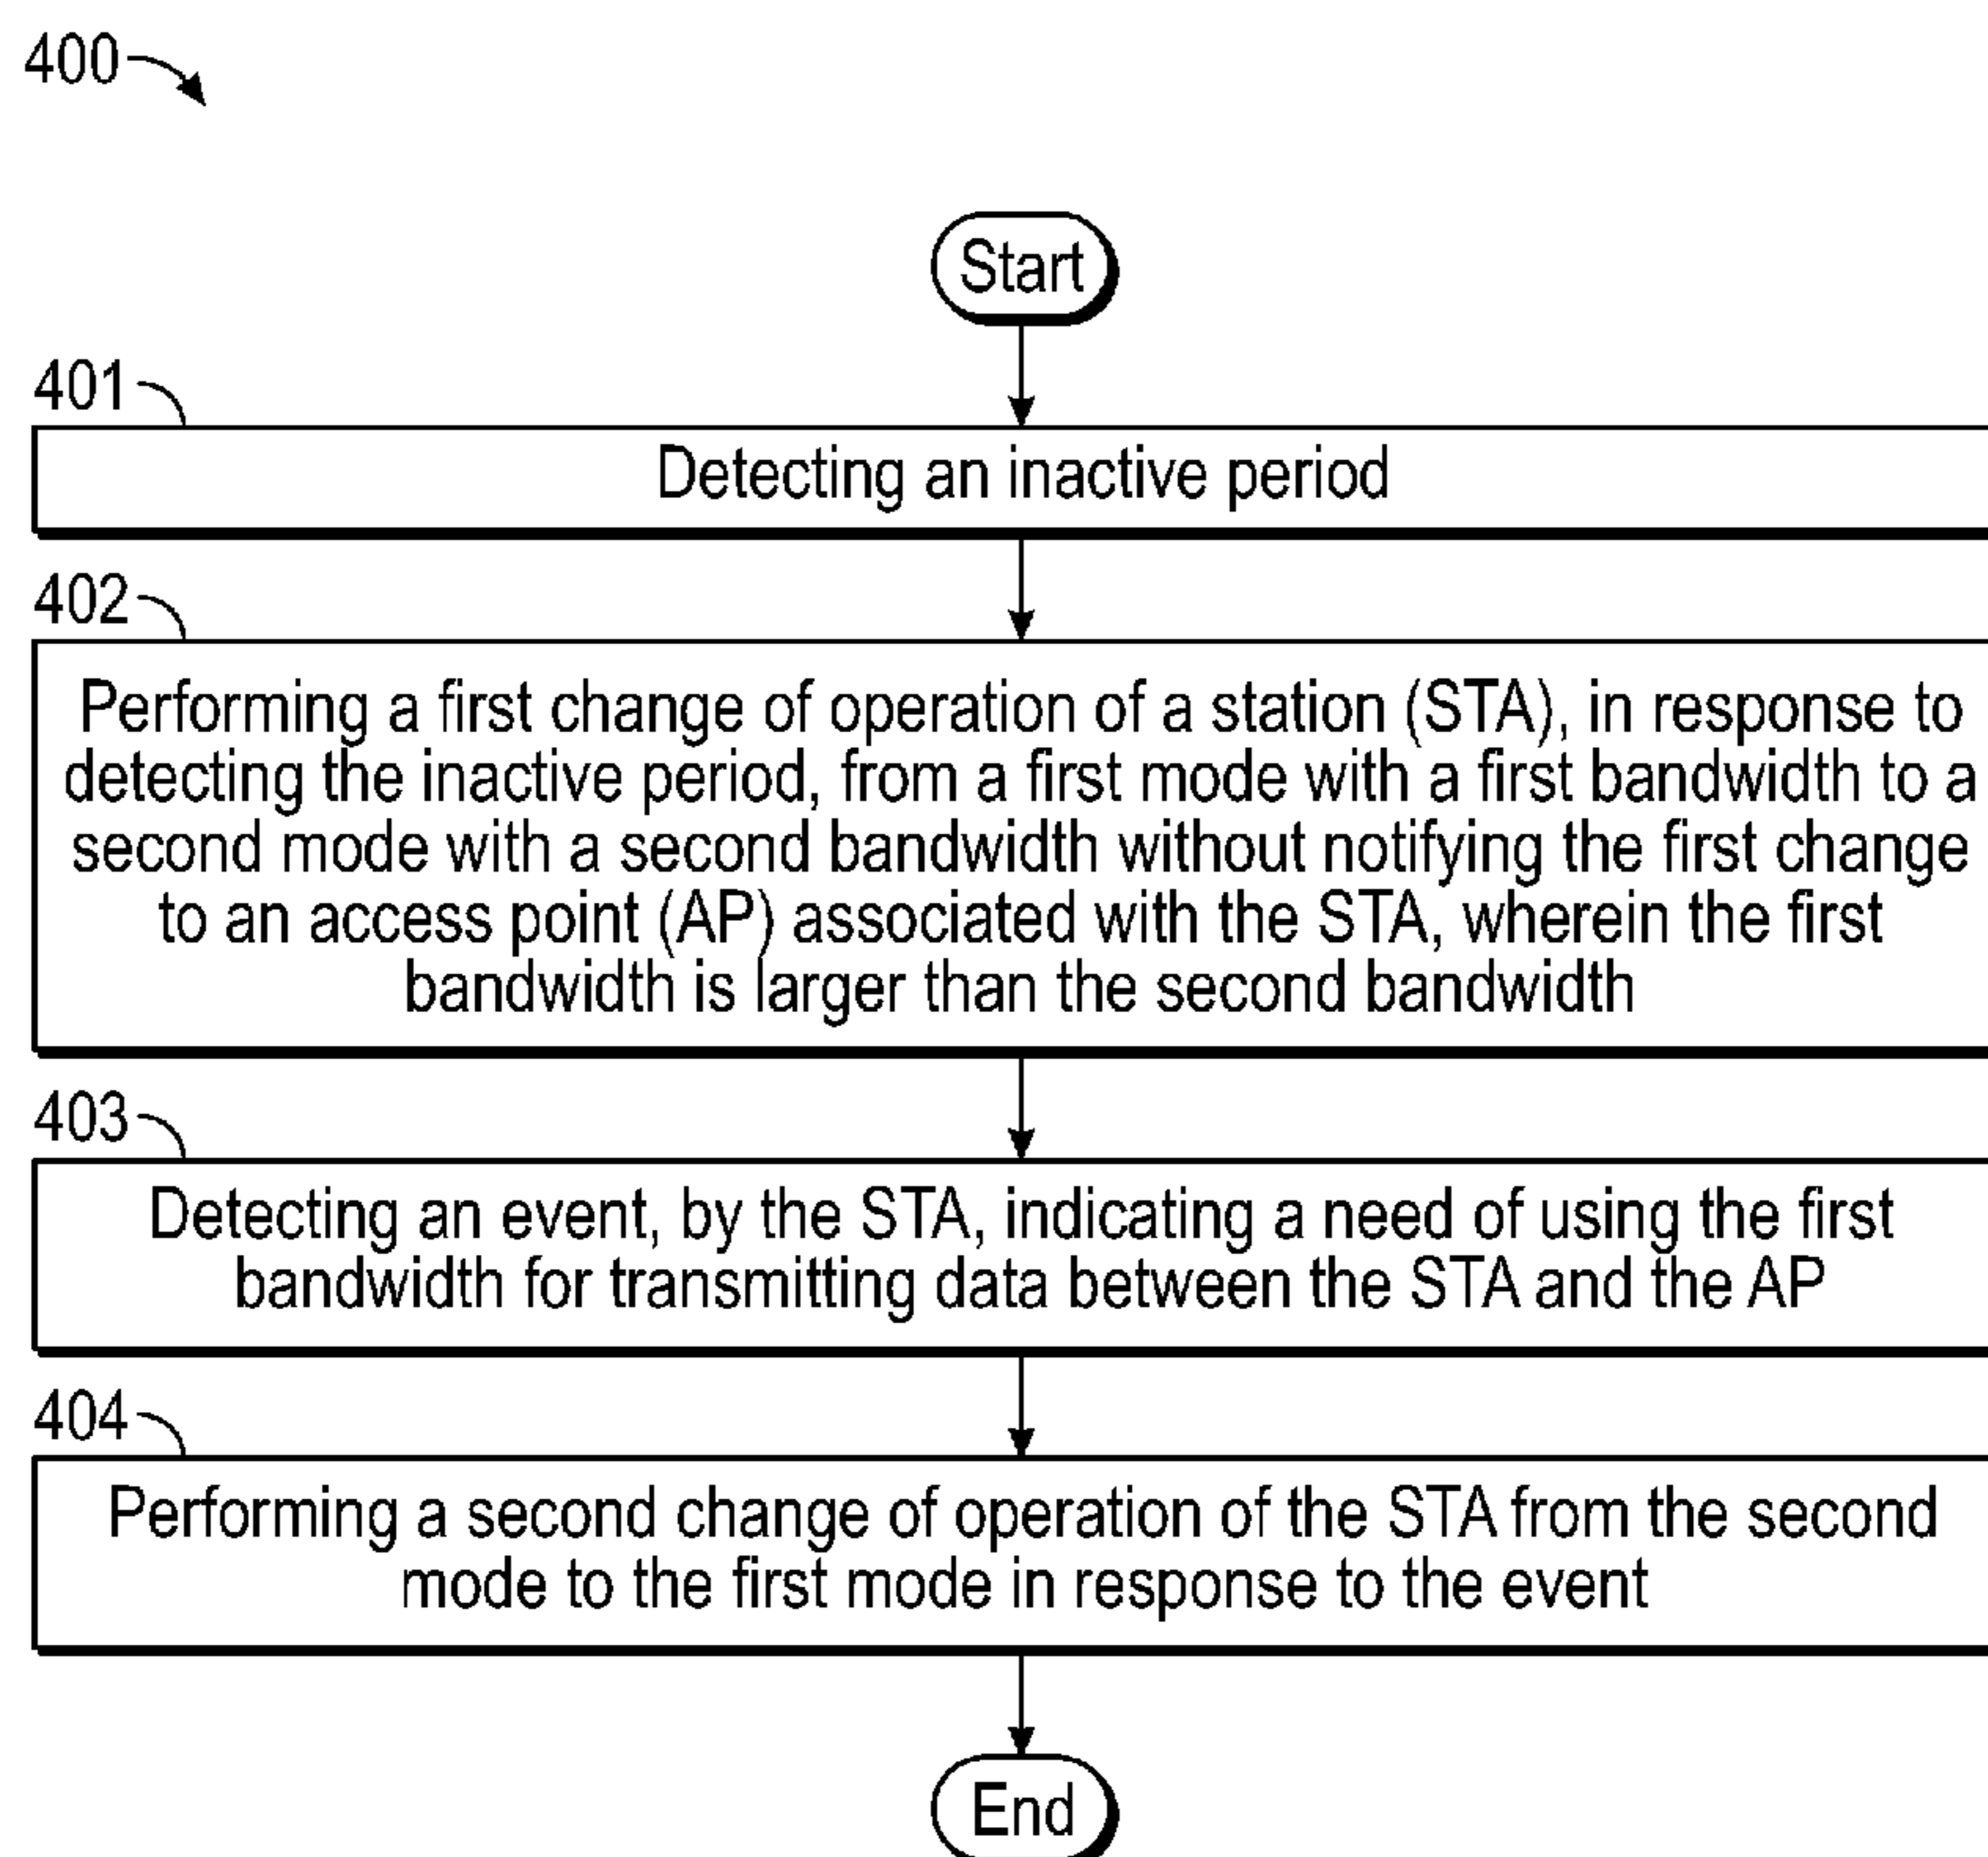 400
Start
401
Detecting an inactive period
402
Performing a first change of operation of a station (STA), in response to
detecting the inactive period, from a first mode with a first bandwidth to a
second mode with a second bandwidth without notifying the first change
to an access point (AP) associated with the STA, wherein the first
bandwidth is larger than the second bandwidth
403
Detecting an event, by the STA, indicating a need of using the first
bandwidth for transmitting data between the STA and the AP
404
Performing a second change of operation of the STA from the second
mode to the first mode in response to the event
End